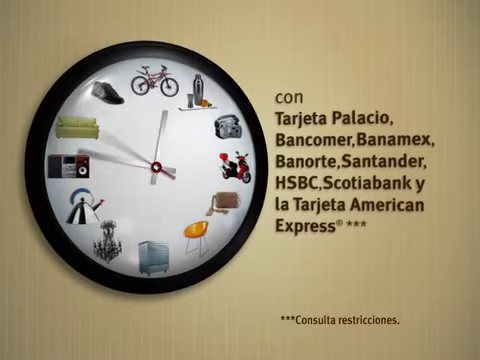 con
Tarjeta Palacio,
Bancomer,Banamex,
Banorte,Santander,
HSBC,Scotiabank y
la Tarjeta American
Express® ***
***Consulta restricciones.